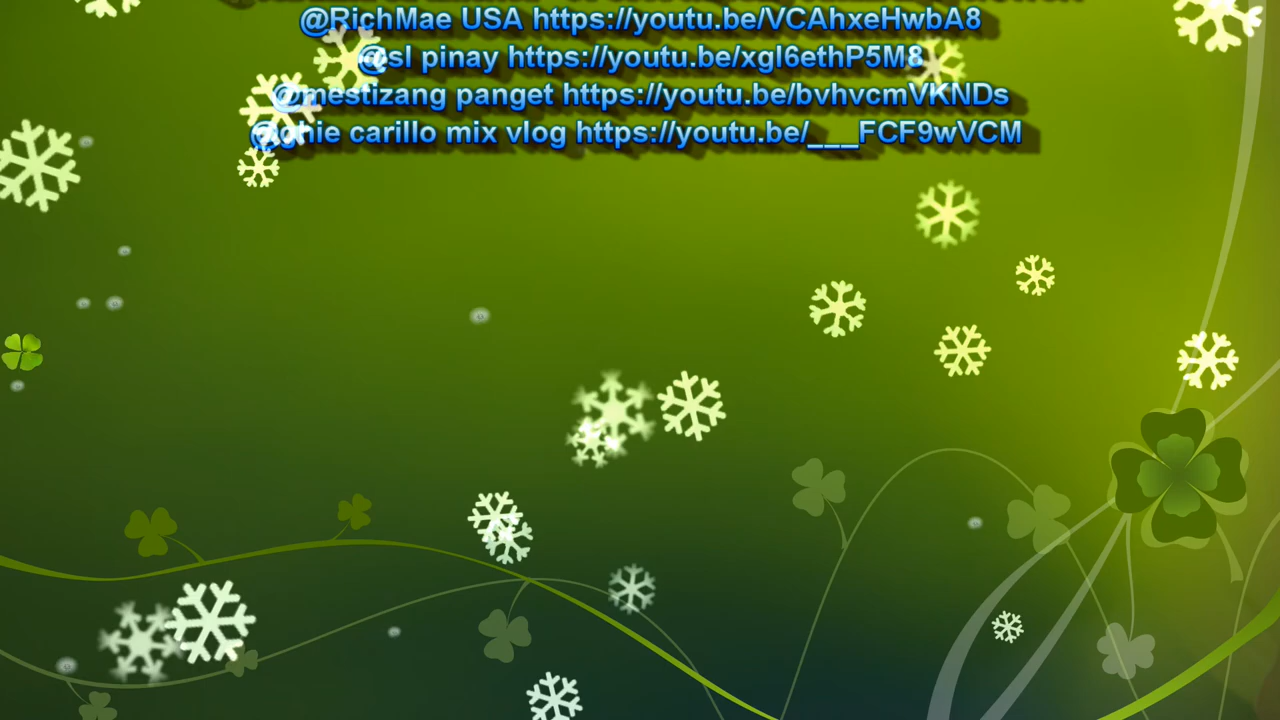 @RichMae USA https://youtu.be/VCAhxeHwbA8
@sl pinay https://youtu.be/xgl6ethP5M8
@mestizang panget https://youtu.be/bvhvcmVKNDs
@ghie carillo mix vlog https://youtu.be/___FCF9wVCM